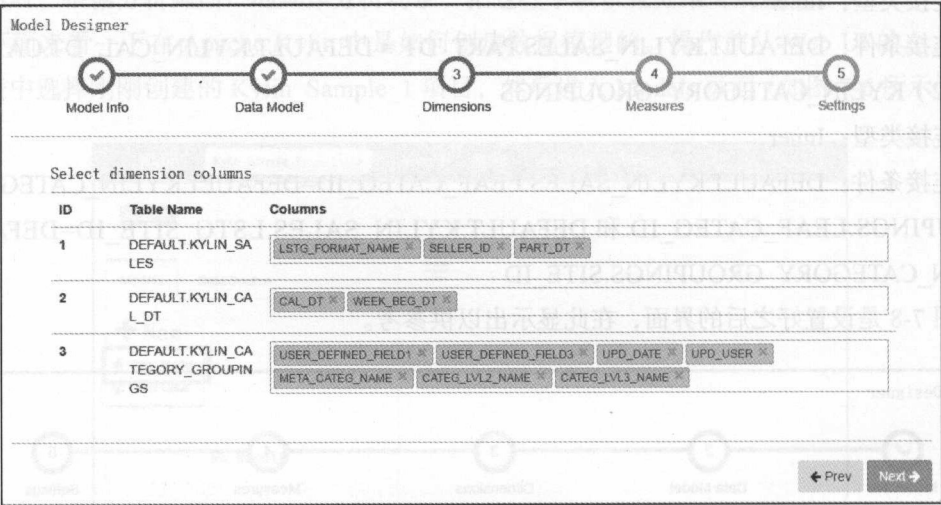 Model Designer
3 4 5
Model Info Data Model Dimensions Measures Settings
Select dimension columns
ID Table Name Columns
1 DEFAULT.KYLIN_SA LSTG_FORMAT_NAME × SELLER_ID × PART_DT ×
LES
2 DEFAULT.KYLIN_CA CAL_DT × WEEK_BEG_DT ×
L_DT
3 DEFAULT.KYLIN_CA USER_DEFINED_FIELD1 × USER_DEFINED_FIELD3 × UPD_DATE × UPD_USER ×
TEGORY_GROUPIN META_CATEG_NAME × CATEG_LVL2_NAME × CATEG_LVL3_NAME ×
GS
Prev Next